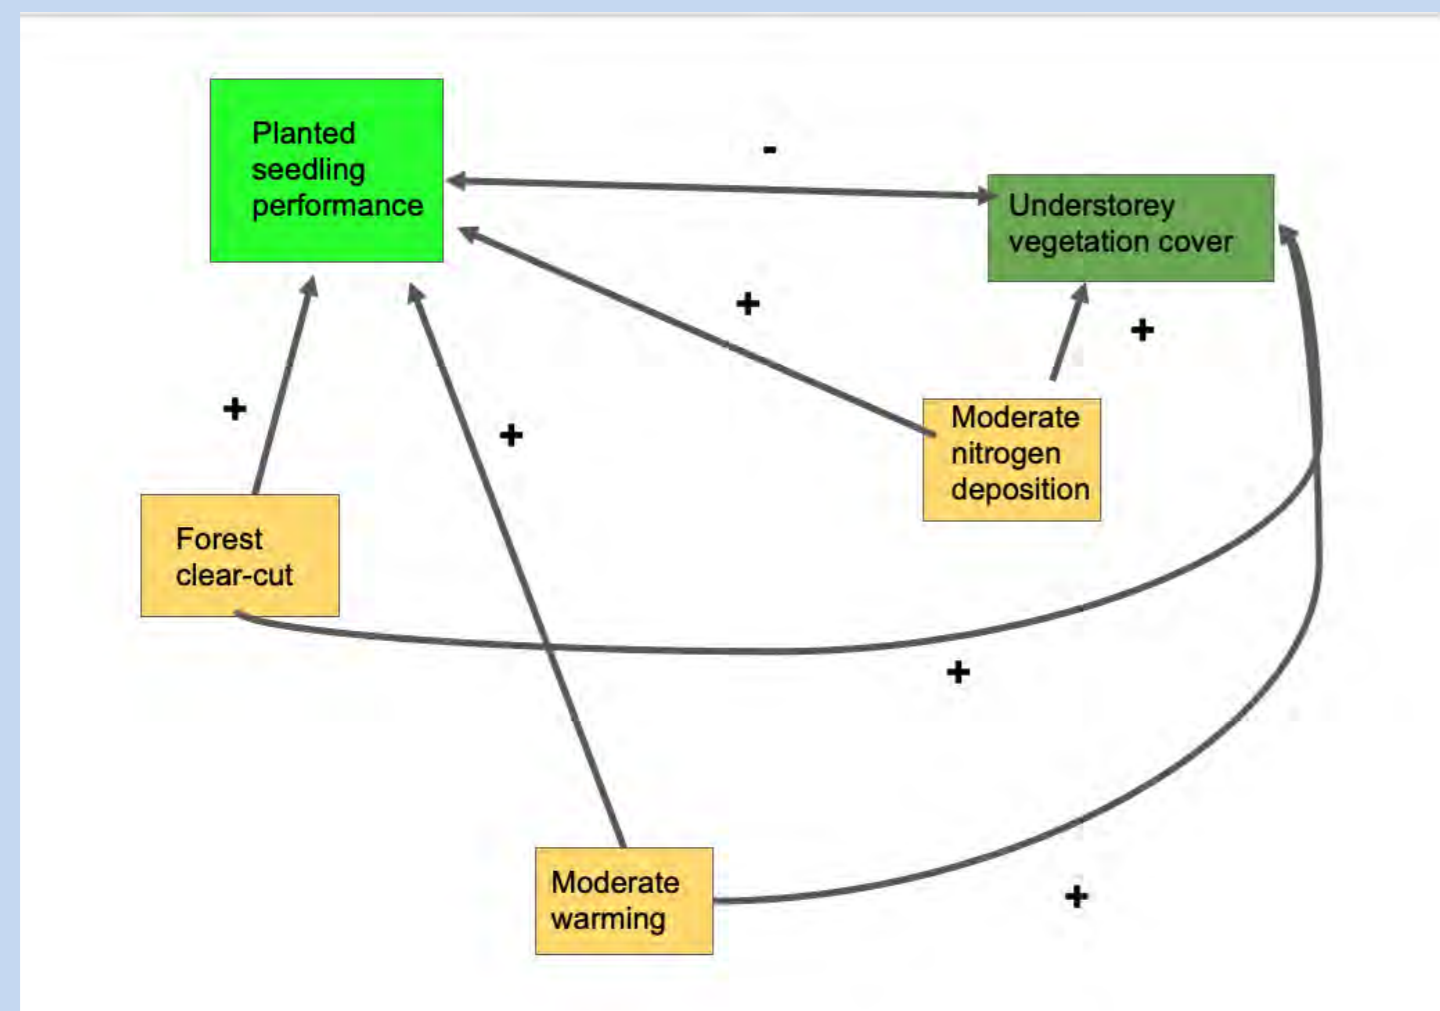 Planted
seedling
performance
-
Understorey
vegetation cover
+
+
Moderate
nitrogen
deposition
+
+
Forest
clear-cut
+
Moderate
warming
+